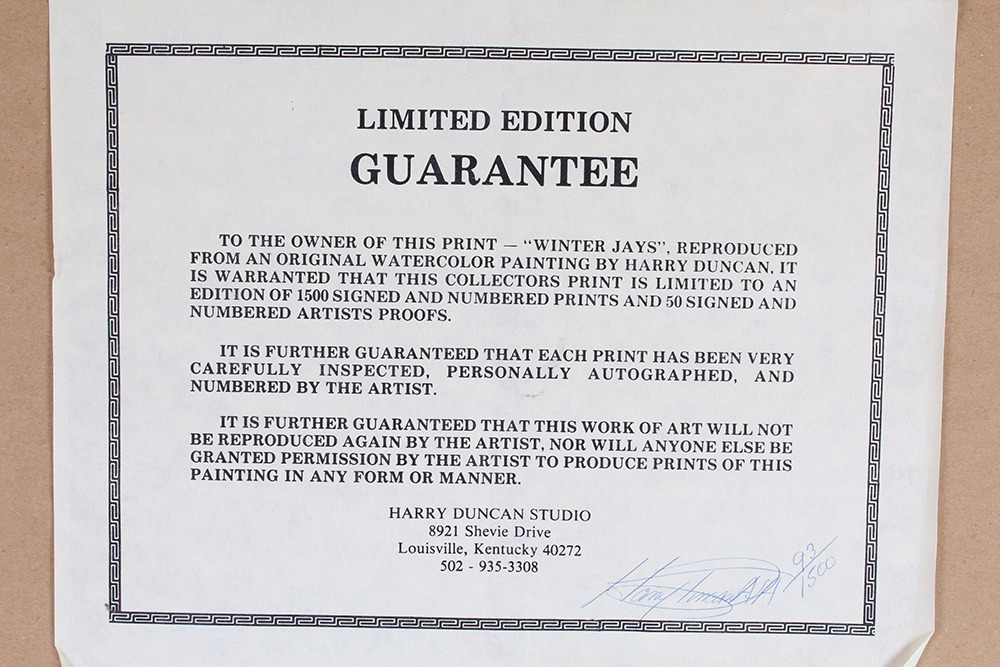 LIMITED EDITION
GUARANTEE
TO THE OWNER OF THIS PRINT — “WINTER JAYS”, REPRODUCED
FROM AN ORIGINAL WATERCOLOR PAINTING BY HARRY DUNCAN, IT
IS WARRANTED THAT THIS COLLECTORS PRINT IS LIMITED TO AN
EDITION OF 1500 SIGNED AND NUMBERED PRINTS AND 50 SIGNED AND
NUMBERED ARTISTS PROOFS.
IT IS FURTHER GUARANTEED THAT EACH PRINT HAS BEEN VERY
CAREFULLY INSPECTED, PERSONALLY AUTOGRAPHED, AND
NUMBERED BY THE ARTIST.
IT IS FURTHER GUARANTEED THAT THIS WORK OF ART WILL NOT
BE REPRODUCED AGAIN BY THE ARTIST, NOR WILL ANYONE ELSE BE
GRANTED PERMISSION BY THE ARTIST TO PRODUCE PRINTS OF THIS
PAINTING IN ANY FORM OR MANNER.
HARRY DUNCAN STUDIO
8921 Shevie Drive
Louisville, Kentucky 40272
502 - 935-3308
Harry Duncan 93/1500